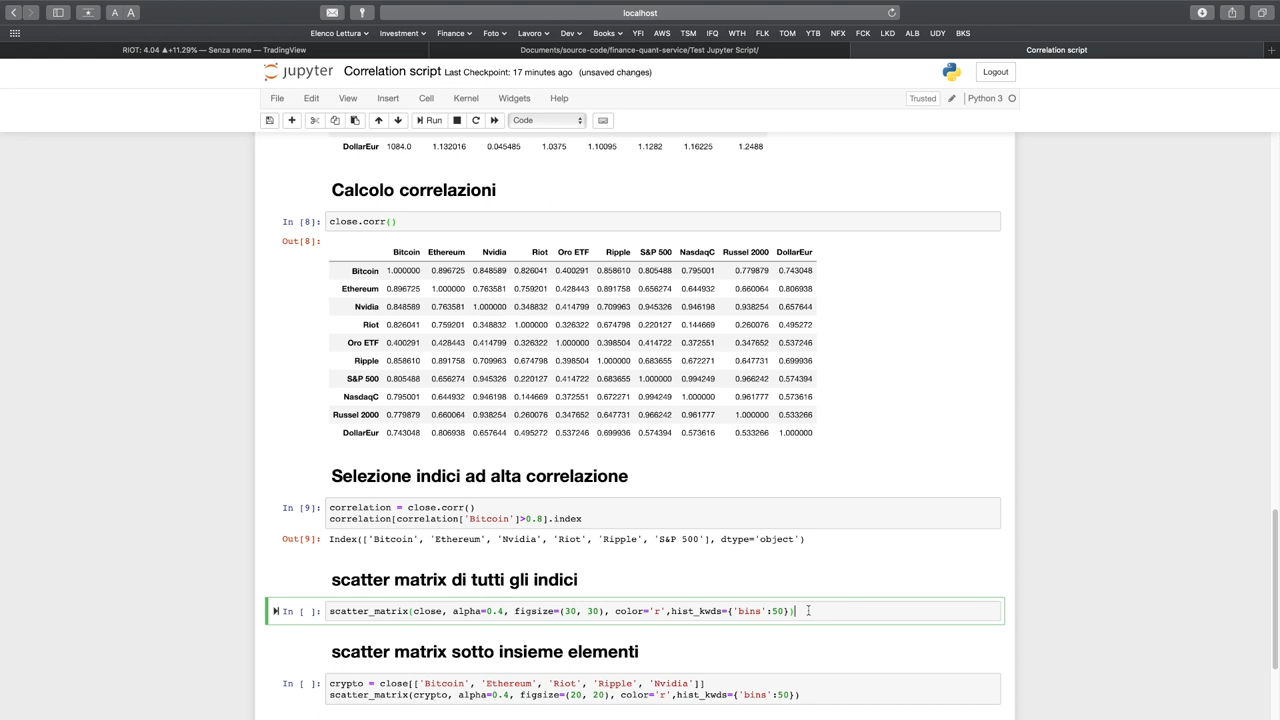 A A
localhost
Elenco Lettura Investment Finance Foto Lavoro Dev Books YFI AWS TSM IFQ WTH FLK TOM YTB NFX FCK LKD ALB UDY BKS
RIOT: 4.04 ▲+11.29% — Senza nome — TradingView
Documents/source-code/finance-quant-service/Test Jupyter Script/
Correlation script
jupyter Correlation script Last Checkpoint: 17 minutes ago (unsaved changes)
Logout
File Edit View Insert Cell Kernel Widgets Help
Trusted
Python 3
Run
Code
DollarEur 1084.0 1.132016 0.045485 1.0375 1.10095 1.1282 1.16225 1.2488
Calcolo correlazioni
In [8]: close.corr()
Out[8]:
Bitcoin Ethereum Nvidia Riot Oro ETF Ripple S&P 500 NasdaqC Russel 2000 DollarEur
Bitcoin 1.000000 0.896725 0.848589 0.826041 0.400291 0.858610 0.805488 0.795001 0.779879 0.743048
Ethereum 0.896725 1.000000 0.763581 0.759201 0.428443 0.891758 0.656274 0.644932 0.660064 0.806938
Nvidia 0.848589 0.763581 1.000000 0.348832 0.414799 0.709963 0.945326 0.946198 0.938254 0.657644
Riot 0.826041 0.759201 0.348832 1.000000 0.326322 0.674798 0.220127 0.144669 0.260076 0.495272
Oro ETF 0.400291 0.428443 0.414799 0.326322 1.000000 0.398504 0.414722 0.372551 0.347652 0.537246
Ripple 0.858610 0.891758 0.709963 0.674798 0.398504 1.000000 0.683655 0.672271 0.647731 0.699936
S&P 500 0.805488 0.656274 0.945326 0.220127 0.414722 0.683655 1.000000 0.994249 0.966242 0.574394
NasdaqC 0.795001 0.644932 0.946198 0.144669 0.372551 0.672271 0.994249 1.000000 0.961777 0.573616
Russel 2000 0.779879 0.660064 0.938254 0.260076 0.347652 0.647731 0.966242 0.961777 1.000000 0.533266
DollarEur 0.743048 0.806938 0.657644 0.495272 0.537246 0.699936 0.574394 0.573616 0.533266 1.000000
Selezione indici ad alta correlazione
In [9]: correlation = close.corr()
correlation[correlation['Bitcoin']>0.8].index
Out[9]: Index(['Bitcoin', 'Ethereum', 'Nvidia', 'Riot', 'Ripple', 'S&P 500'], dtype='object')
scatter matrix di tutti gli indici
In [ ]: scatter_matrix(close, alpha=0.4, figsize=(30, 30), color='r',hist_kwds={'bins':50})
scatter matrix sotto insieme elementi
In [ ]: crypto = close[['Bitcoin', 'Ethereum', 'Riot', 'Ripple', 'Nvidia']]
scatter_matrix(crypto, alpha=0.4, figsize=(20, 20), color='r',hist_kwds={'bins':50})